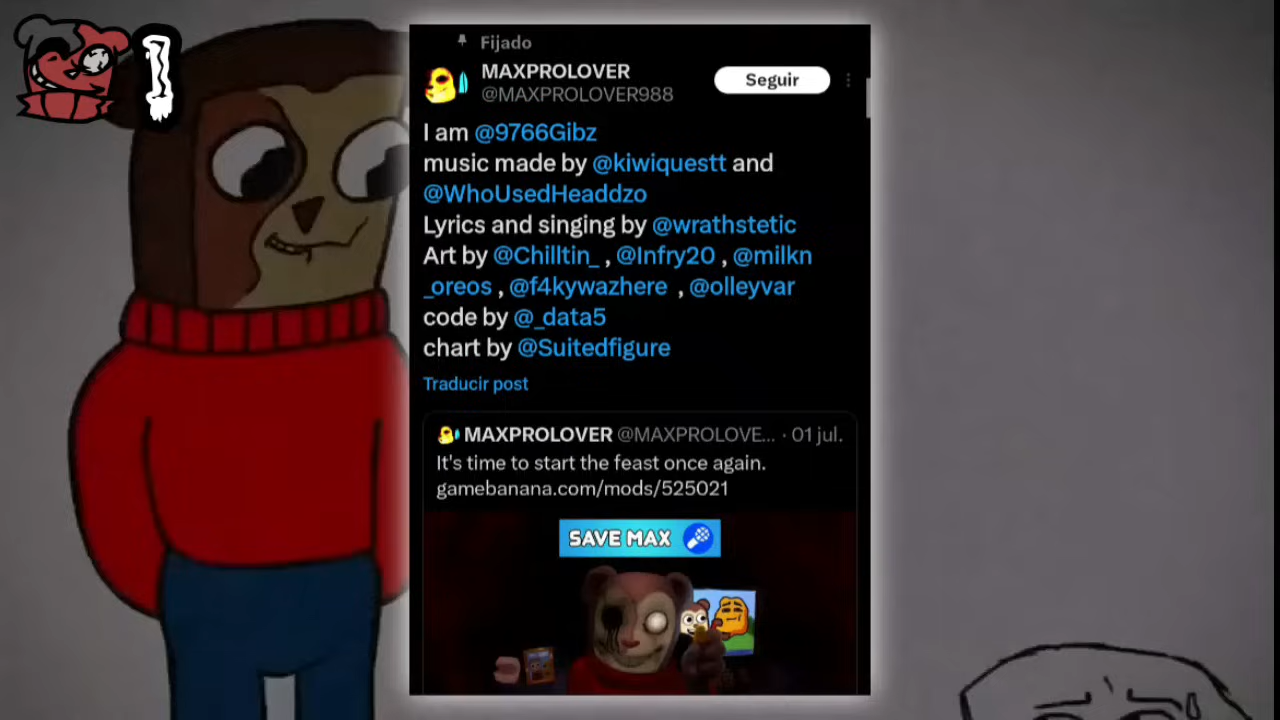 1
Fijado
MAXPROLOVER
@MAXPROLOVER988
Seguir
I am @9766Gibz
music made by @kiwiquestt and
@WhoUsedHeaddzo
Lyrics and singing by @wrathstetic
Art by @Chilltin_ , @Infry20 , @milkn
_oreos , @f4kywazhere , @olleyvar
code by @_data5
chart by @Suitedfigure
Traducir post
MAXPROLOVER @MAXPROLOVE... · 01 jul.
It's time to start the feast once again.
gamebanana.com/mods/525021
SAVE MAX